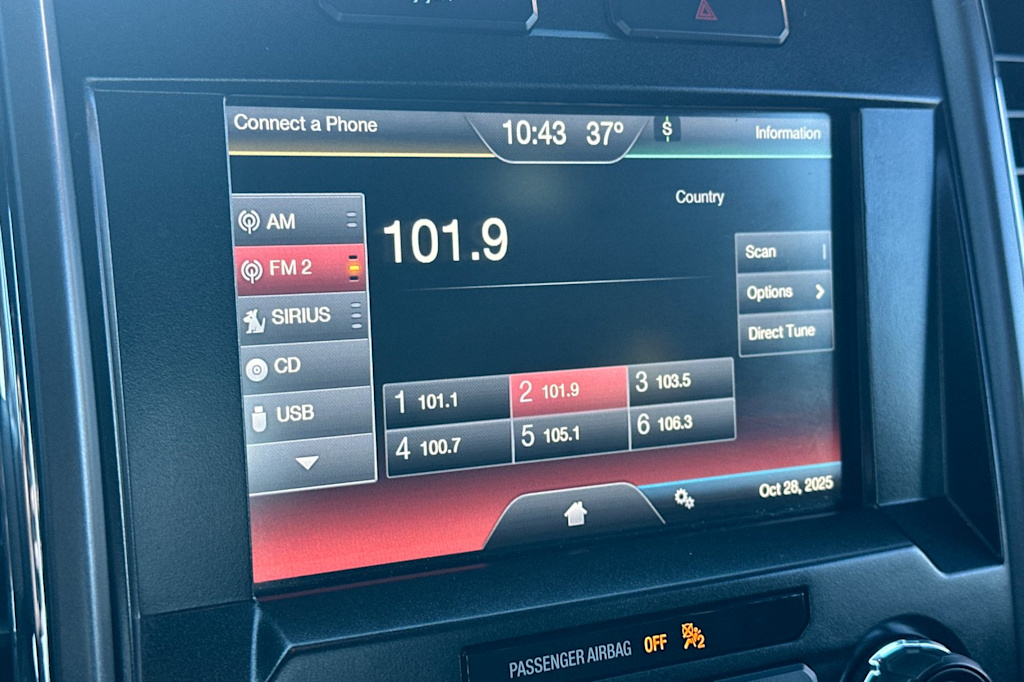 Connect a Phone
10:43 37°
S
Information
Country
AM
FM 2
SIRIUS
CD
USB
101.9
Scan
Options
Direct Tune
1 101.1
2 101.9
3 103.5
4 100.7
5 105.1
6 106.3
Oct 28, 2025
PASSENGER AIRBAG OFF 2